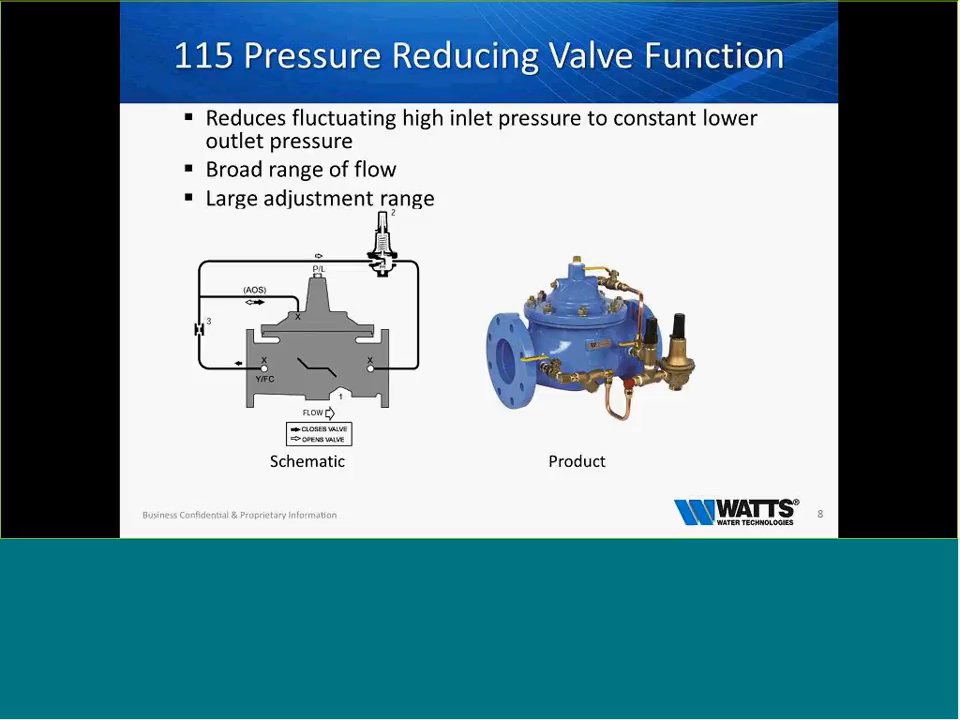 115 Pressure Reducing Valve Function
▪ Reduces fluctuating high inlet pressure to constant lower
outlet pressure
▪ Broad range of flow
▪ Large adjustment range
2
P/L
(AOS)
X
3
X
X
Y/FC
1
FLOW
CLOSES VALVE
OPENS VALVE
Schematic
Product
Business Confidential & Proprietary Information
WATTS®
WATER TECHNOLOGIES
8